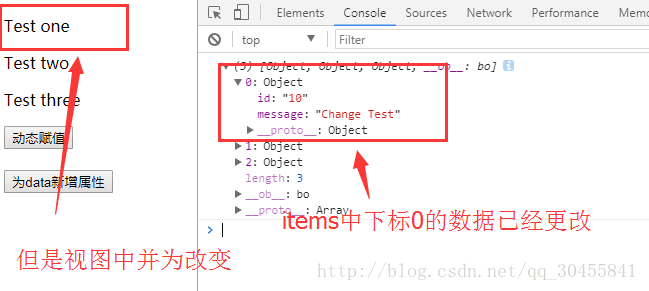 Test one
Test two
Test three
动态赋值
为data新增属性
但是视图中并为改变
Elements Console Sources Network
top Filter
(3) [Object, Object, Object, __ob__: bo]
0: Object
id: "10"
message: "Change Test"
__proto__: Object
1: Object
2: Object
length: 3
__ob__: bo
__proto__: Array
items中下标0的数据已经更改
http://blog.csdn.net/qq_30455841